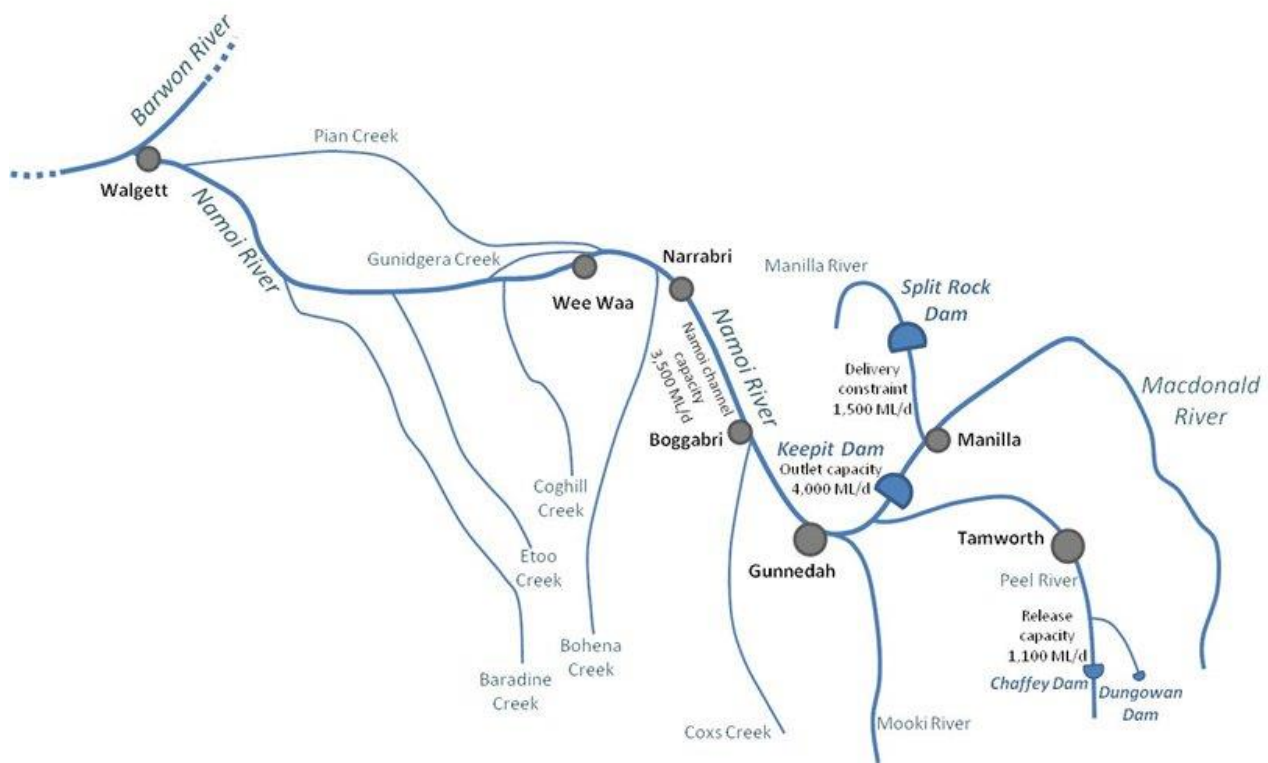 Barwon River
Pian Creek
Walgett
Namoi River
Gunidgera Creek
Wee Waa
Narrabri
Manilla River
Split Rock
Dam
Namoi River
Namoi channel
capacity
3,500 ML/d
Delivery
constraint
1,500 ML/d
Macdonald
River
Boggabri
Keepit Dam
Outlet capacity
4,000 ML/d
Manilla
Coghill
Creek
Etoo
Creek
Gunnedah
Tamworth
Peel River
Release
capacity
1,100 ML/d
Bohena
Creek
Baradine
Creek
Chaffey Dam
Dungowan
Dam
Coxs Creek
Mooki River